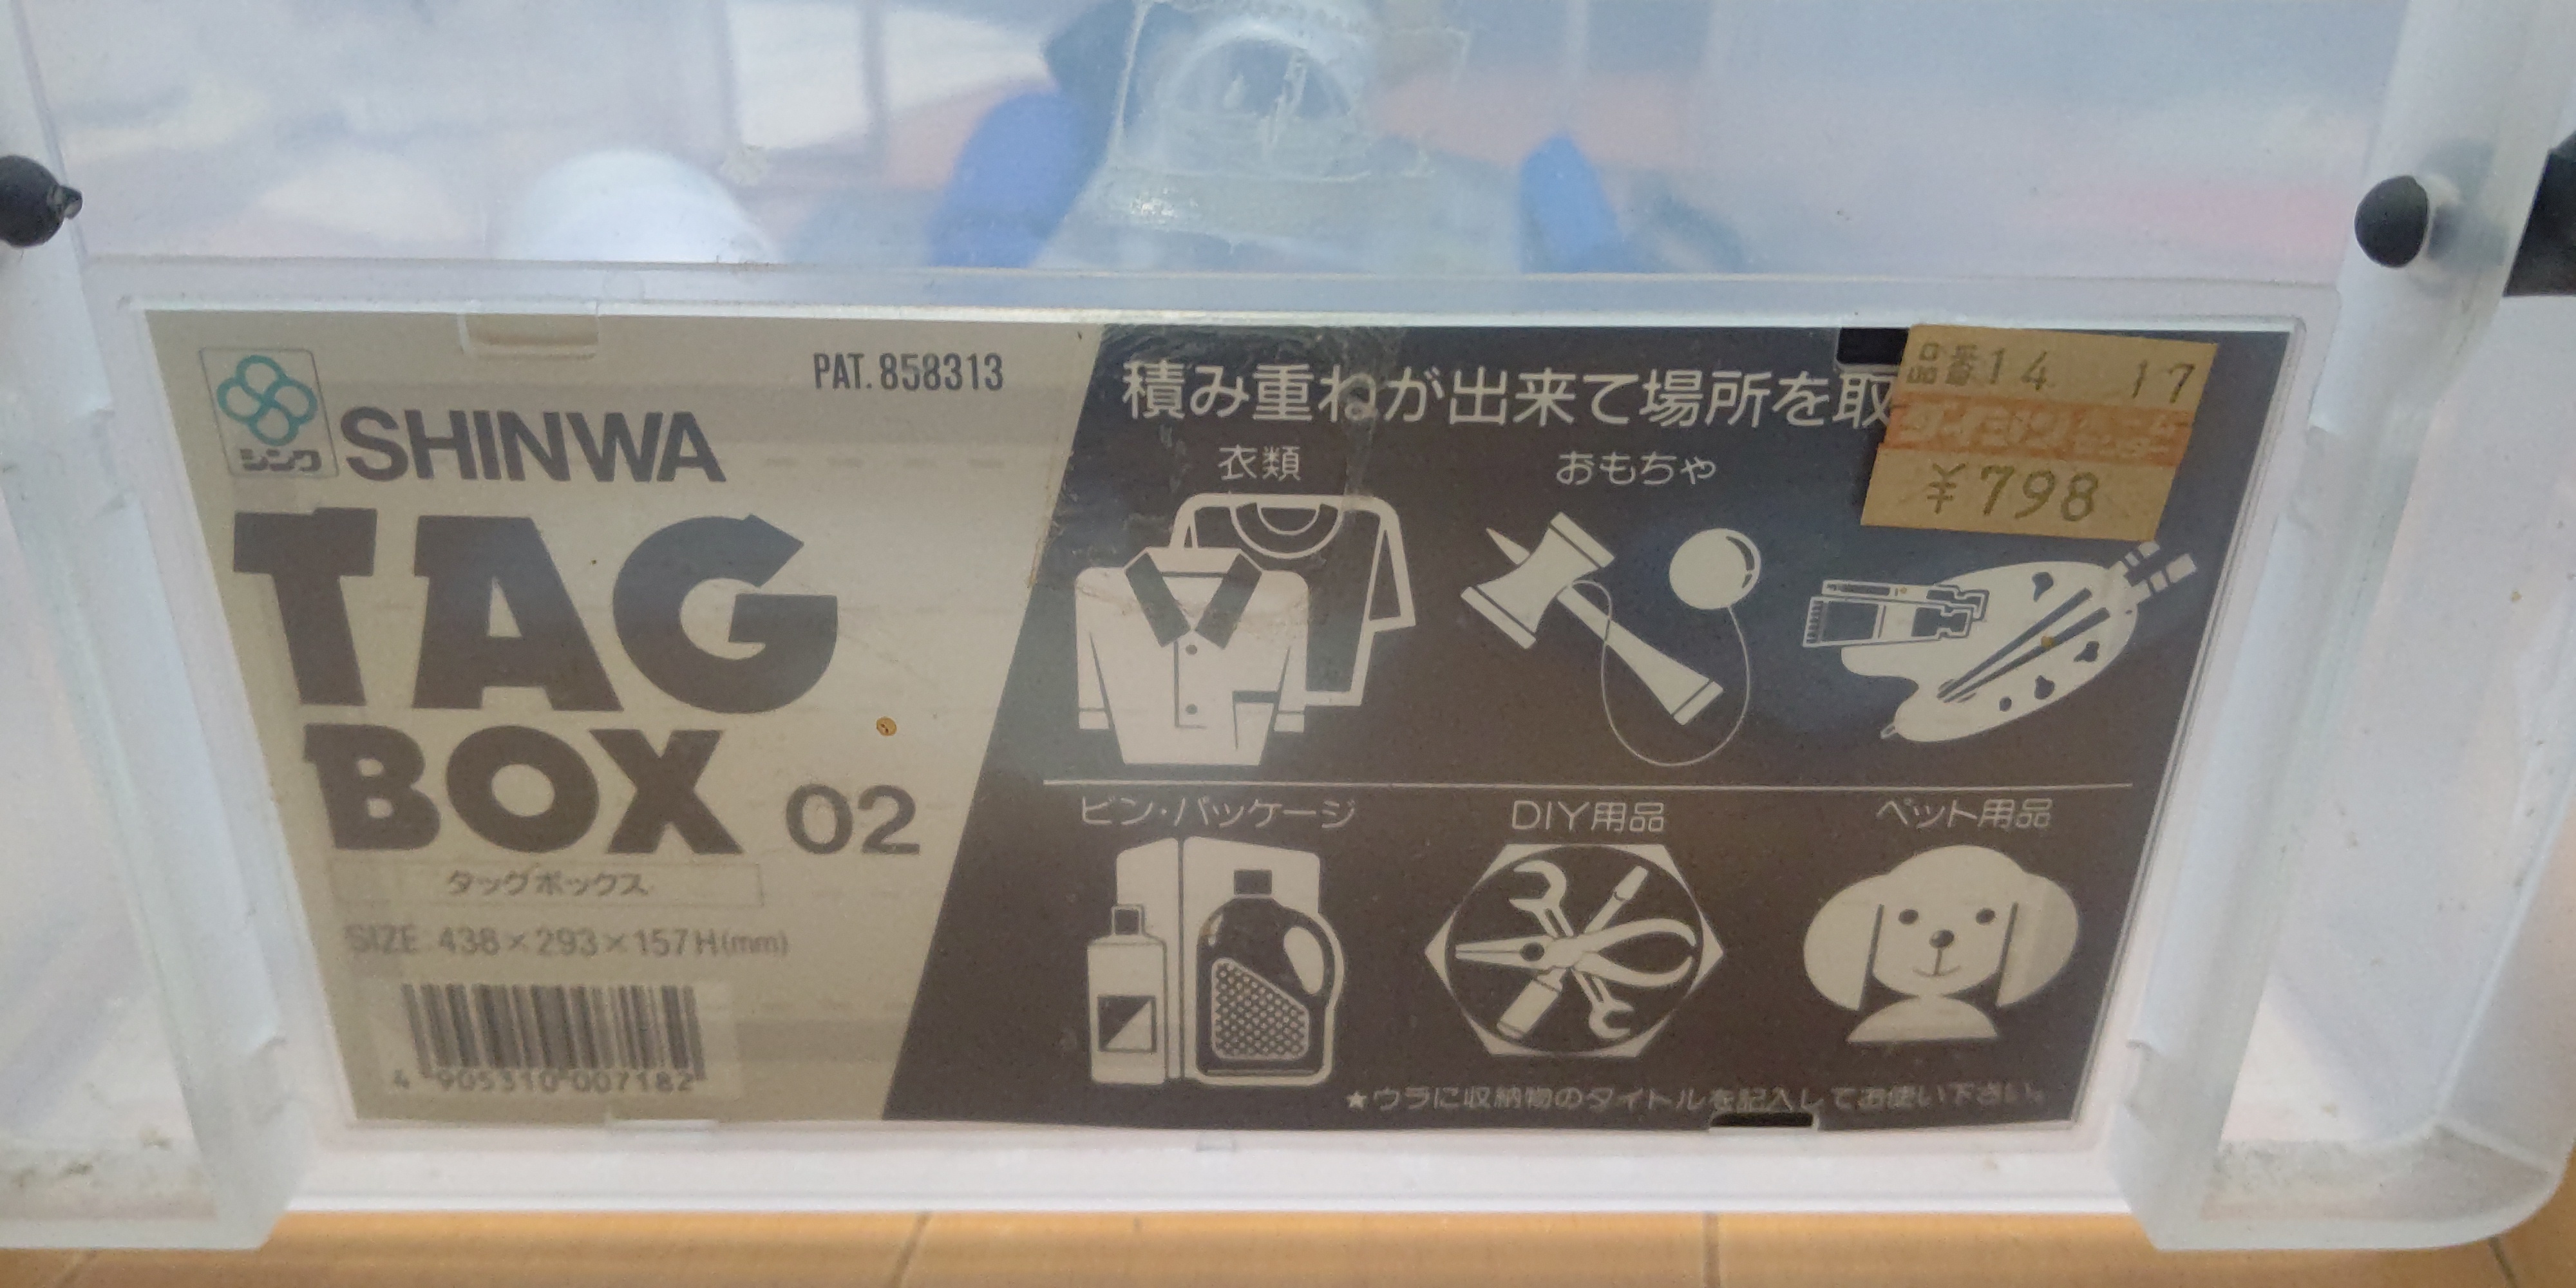 PAT. 858313
シンワ
SHINWA
TAG
BOX 02
タッグボックス
SIZE 438×293×157H(mm)
4 905310 007182
積み重ねが出来て場所を取
品番14 17
¥798
衣類
おもちゃ
ビン・パッケージ
DIY用品
ペット用品
★ウラに収納物のタイトルを記入してお使い下さい。